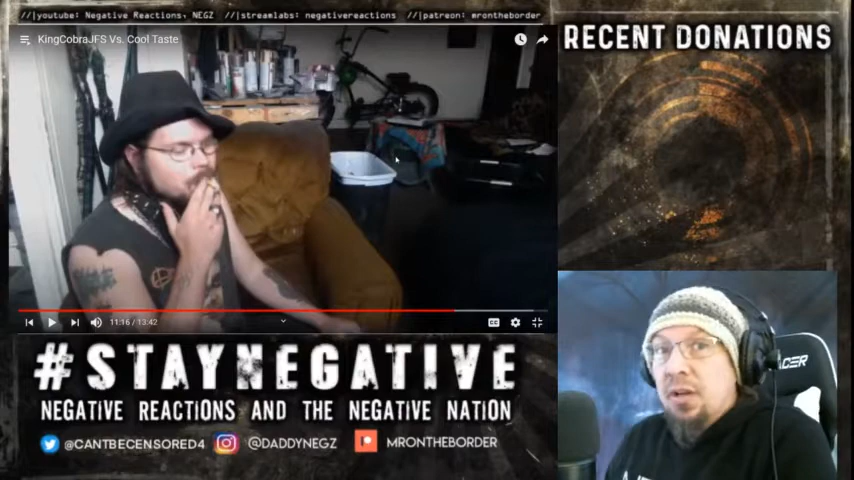 //|youtube: Negative Reactions, NEGZ //|streamlabs: negativereactions //|patreon: mrontheborder
KingCobraJFS Vs. Cool Taste
RECENT DONATIONS
11:16 / 13:42
CC
#STAYNEGATIVE
NEGATIVE REACTIONS AND THE NEGATIVE NATION
@CANTBECENSORED4 @DADDYNEGZ MRONTHEBORDER